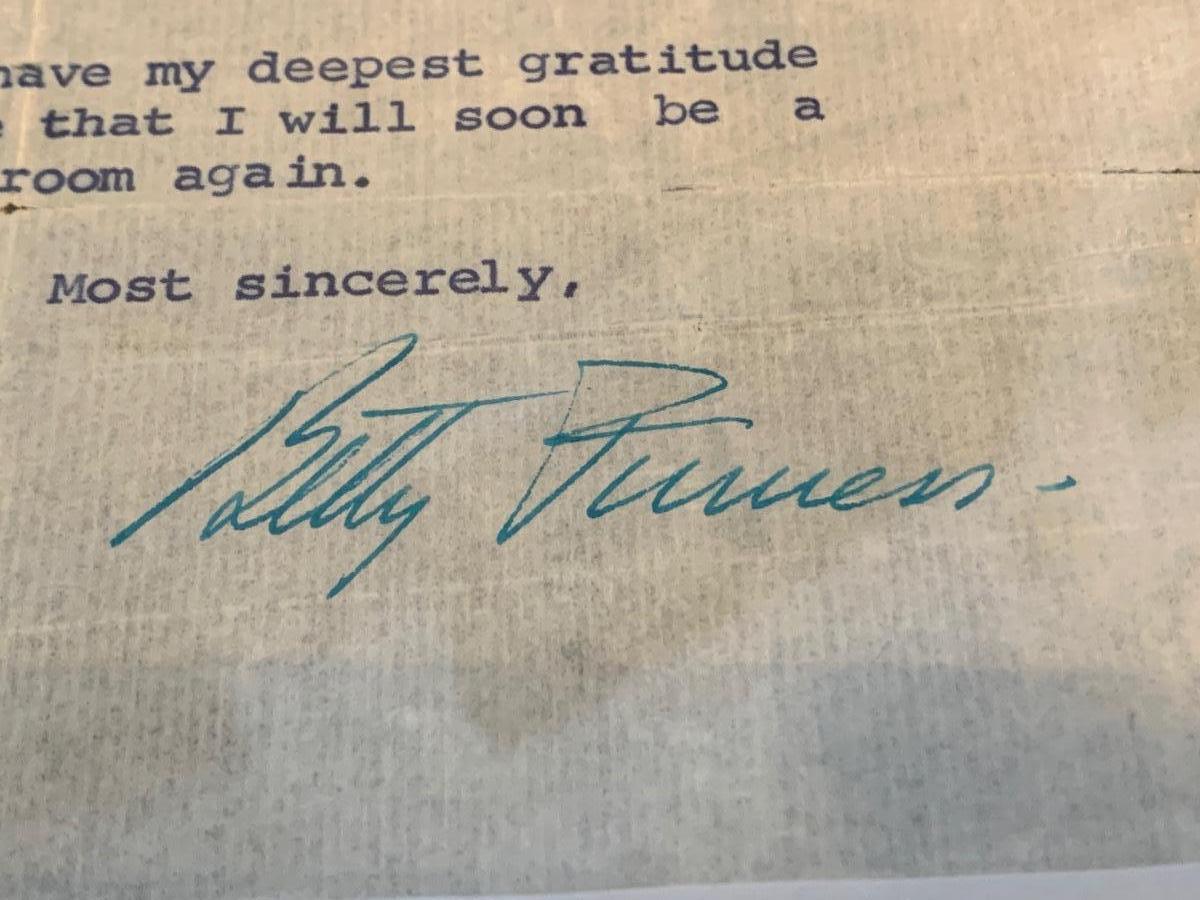 have my deepest gratitude
that I will soon be a
room again.
Most sincerely,
Betty Furness